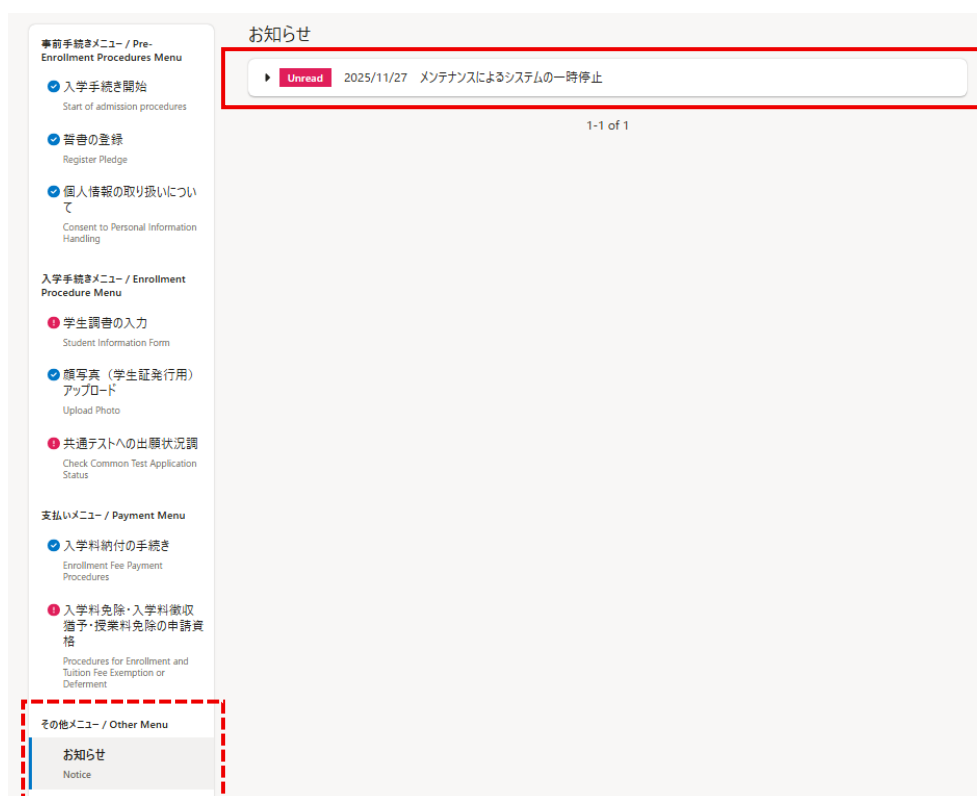 事前手続きメニュー / Pre-
Enrollment Procedures Menu
入学手続き開始
Start of admission procedures
誓書の登録
Register Pledge
個人情報の取り扱いについ
て
Consent to Personal Information
Handling
入学手続きメニュー / Enrollment
Procedure Menu
学生調書の入力
Student Information Form
顔写真（学生証発行用）
アップロード
Upload Photo
共通テストへの出願状況調
Check Common Test Application
Status
支払いメニュー / Payment Menu
入学料納付の手続き
Enrollment Fee Payment
Procedures
入学料免除・入学料徴収
猶予・授業料免除の申請資
格
Procedures for Enrollment and
Tuition Fee Exemption or
Deferment
その他メニュー / Other Menu
お知らせ
Notice
お知らせ
Unread 2025/11/27 メンテナンスによるシステムの一時停止
1-1 of 1